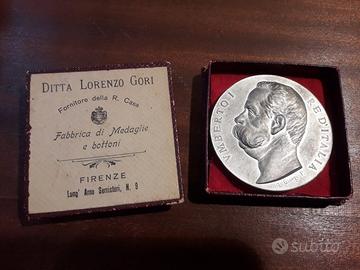 DITTA LORENZO GORI
Fornitore della R. Casa
Fabbrica di Medaglie
e bottoni
FIRENZE
Lung' Arno Serristori, N. 9
VMBERTO I
RE D'ITALIA
subito